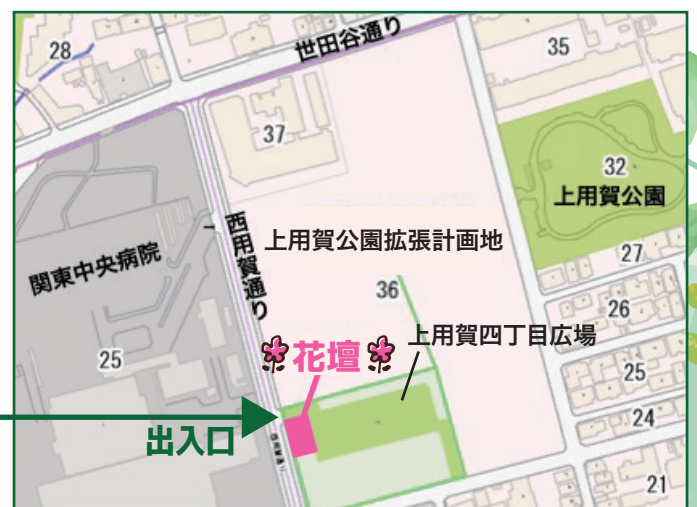 28
世田谷通り
35
37
32
上用賀公園
西用賀通り
上用賀公園拡張計画地
27
関東中央病院
36
26
上用賀四丁目広場
花壇
25
25
出入口
24
21